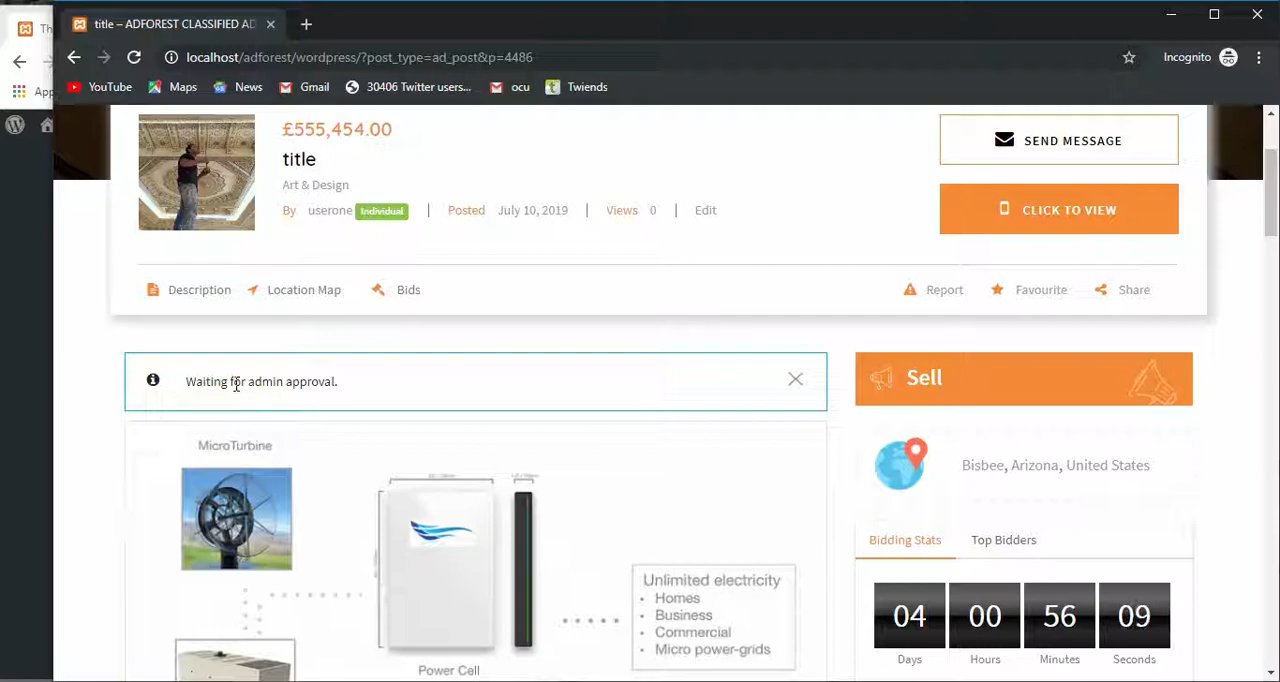 Th
title – ADFOREST CLASSIFIED AD
localhost/adforest/wordpress/?post_type=ad_post&p=4486
Incognito
App
YouTube Maps News Gmail 30406 Twitter users... ocu Twiends
£555,454.00
title
Art & Design
By userone Individual | Posted July 10, 2019 | Views 0 | Edit
SEND MESSAGE
CLICK TO VIEW
Description Location Map Bids Report Favourite Share
Waiting for admin approval.
Sell
MicroTurbine
Bisbee, Arizona, United States
Bidding Stats Top Bidders
Unlimited electricity
• Homes
• Business
• Commercial
• Micro power-grids
Power Cell
04 00 56 09
Days Hours Minutes Seconds